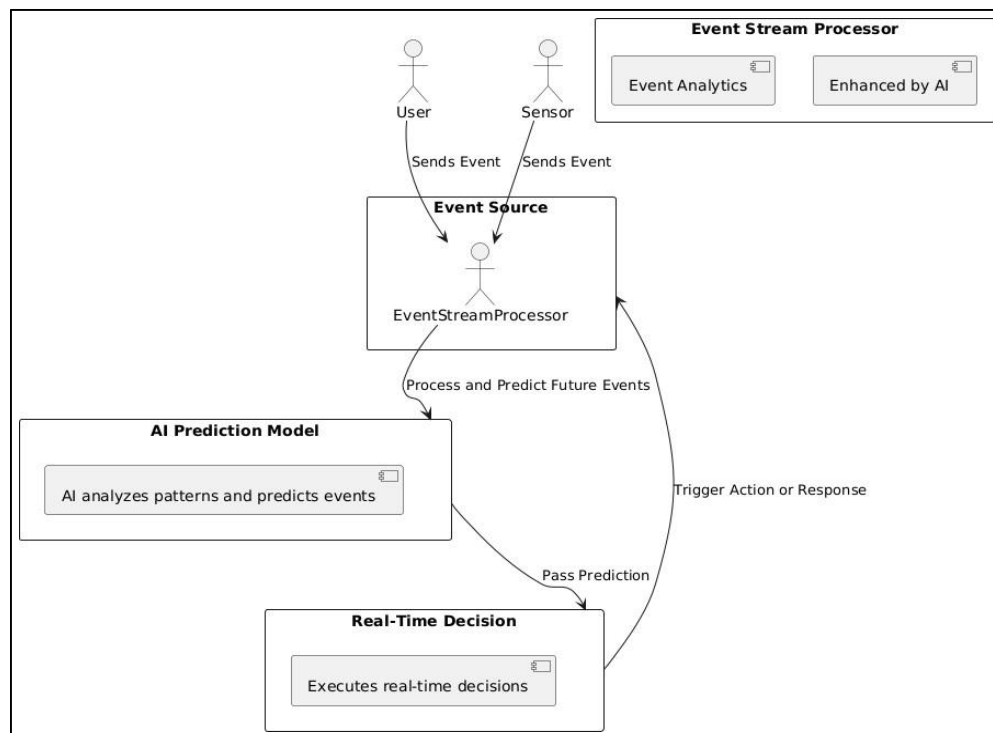 Event Stream Processor
Event Analytics
Enhanced by AI
User
Sensor
Sends Event
Sends Event
Event Source
EventStreamProcessor
Process and Predict Future Events
AI Prediction Model
AI analyzes patterns and predicts events
Trigger Action or Response
Pass Prediction
Real-Time Decision
Executes real-time decisions